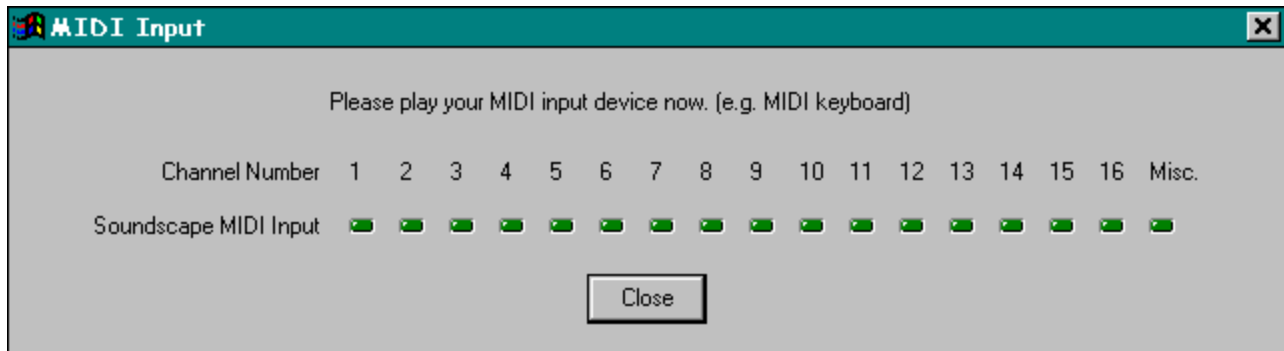 MIDI Input
Please play your MIDI input device now. (e.g. MIDI keyboard)
Channel Number 1 2 3 4 5 6 7 8 9 10 11 12 13 14 15 16 Misc.
Soundscape MIDI Input
Close